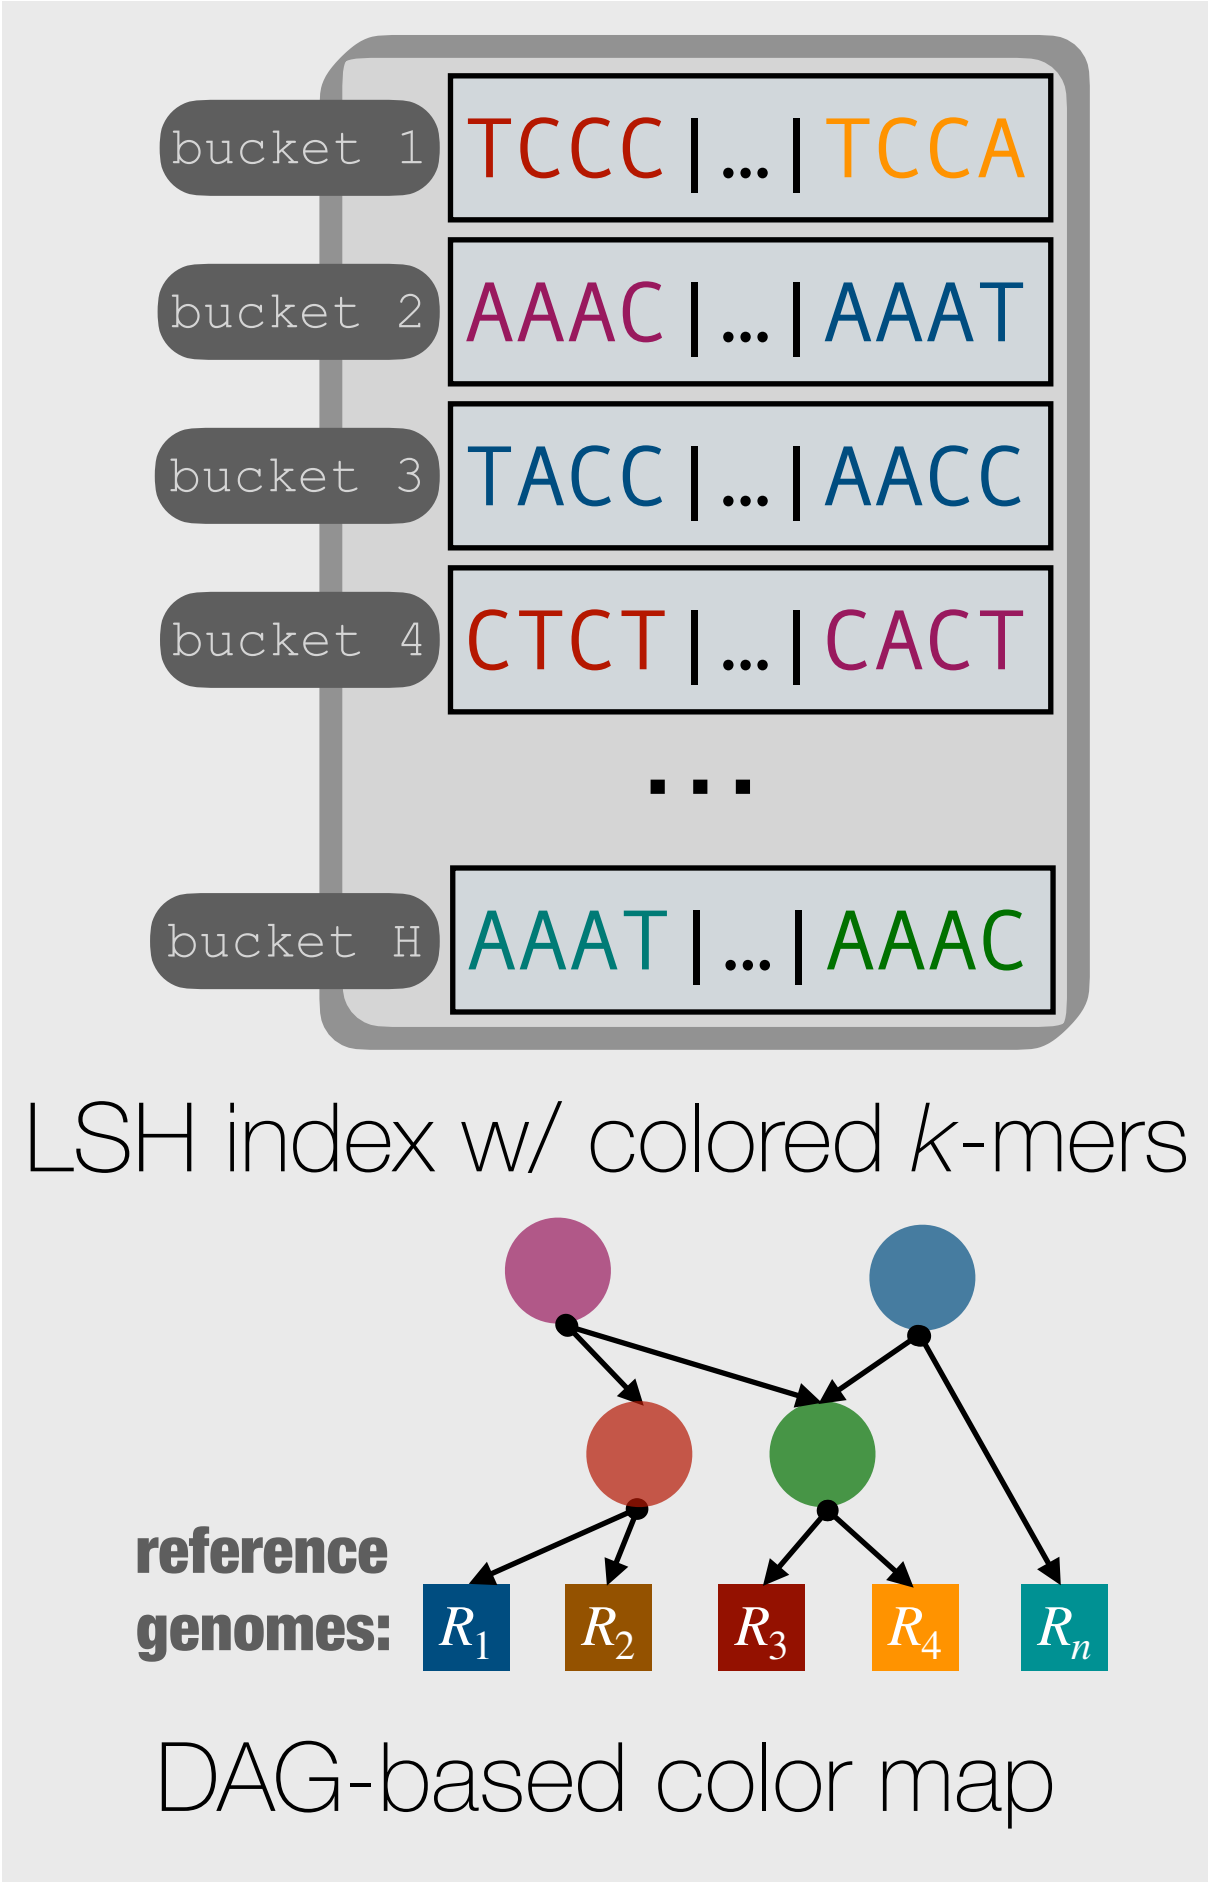 bucket 1 TCCC|...|TCCA
bucket 2 AAAC|...|AAAT
bucket 3 TACC|...|AACC
bucket 4 CTCT|...|CACT
...
bucket H AAAT|...|AAAC
LSH index w/ colored k-mers
reference
genomes:
R1 R2 R3 R4 Rn
DAG-based color map